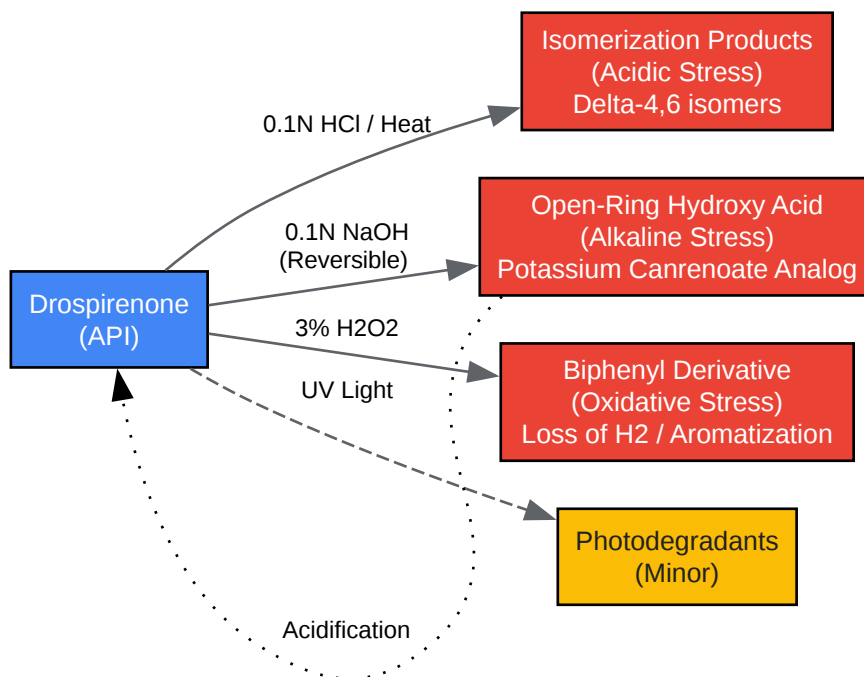 Isomerization Products
(Acidic Stress)
Delta-4,6 isomers
0.1N HCl / Heat
Open-Ring Hydroxy Acid
(Alkaline Stress)
Potassium Canrenoate Analog
0.1N NaOH
(Reversible)
Drospirenone
(API)
3% H2O2
Biphenyl Derivative
(Oxidative Stress)
Loss of H2 / Aromatization
UV Light
Photodegradants
(Minor)
Acidification